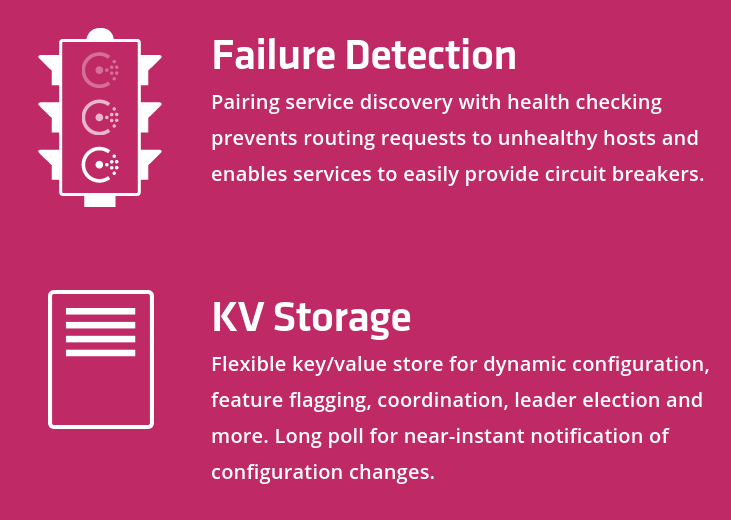 Failure Detection
Pairing service discovery with health checking
prevents routing requests to unhealthy hosts and
enables services to easily provide circuit breakers.
KV Storage
Flexible key/value store for dynamic configuration,
feature flagging, coordination, leader election and
more. Long poll for near-instant notification of
configuration changes.